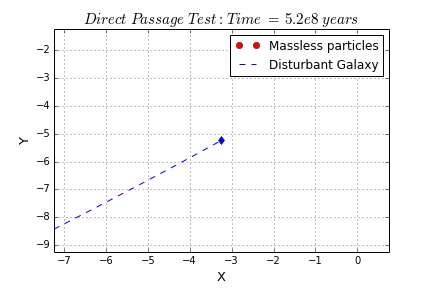 Direct Passage Test: Time = 5.2e8 years
Massless particles
Disturbant Galaxy
Y
−2
−3
−4
−5
−6
−7
−8
−9
−7 −6 −5 −4 −3 −2 −1 0
X